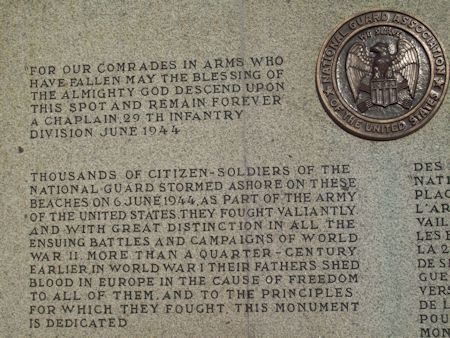 "FOR OUR COMRADES IN ARMS WHO
HAVE FALLEN MAY THE BLESSING OF
THE ALMIGHTY GOD DESCEND UPON
THIS SPOT AND REMAIN FOREVER
A CHAPLAIN, 29TH INFANTRY
DIVISION JUNE 1944
NATIONAL GUARD ASSOCIATION
OF THE UNITED STATES
THOUSANDS OF CITIZEN-SOLDIERS OF THE
NATIONAL GUARD STORMED ASHORE ON THESE
BEACHES ON 6 JUNE 1944, AS PART OF THE ARMY
OF THE UNITED STATES. THEY FOUGHT VALIANTLY
AND WITH GREAT DISTINCTION IN ALL THE
ENSUING BATTLES AND CAMPAIGNS OF WORLD
WAR II. MORE THAN A QUARTER-CENTURY
EARLIER, IN WORLD WAR I THEIR FATHERS SHED
BLOOD IN EUROPE IN THE CAUSE OF FREEDOM
TO ALL OF THEM, AND TO THE PRINCIPLES
FOR WHICH THEY FOUGHT, THIS MONUMENT
IS DEDICATED
DES
NATI
PLAC
L'AR
VAIL
LES B
LA 2
DE S
GUE
VERS
DE L
POU
MON